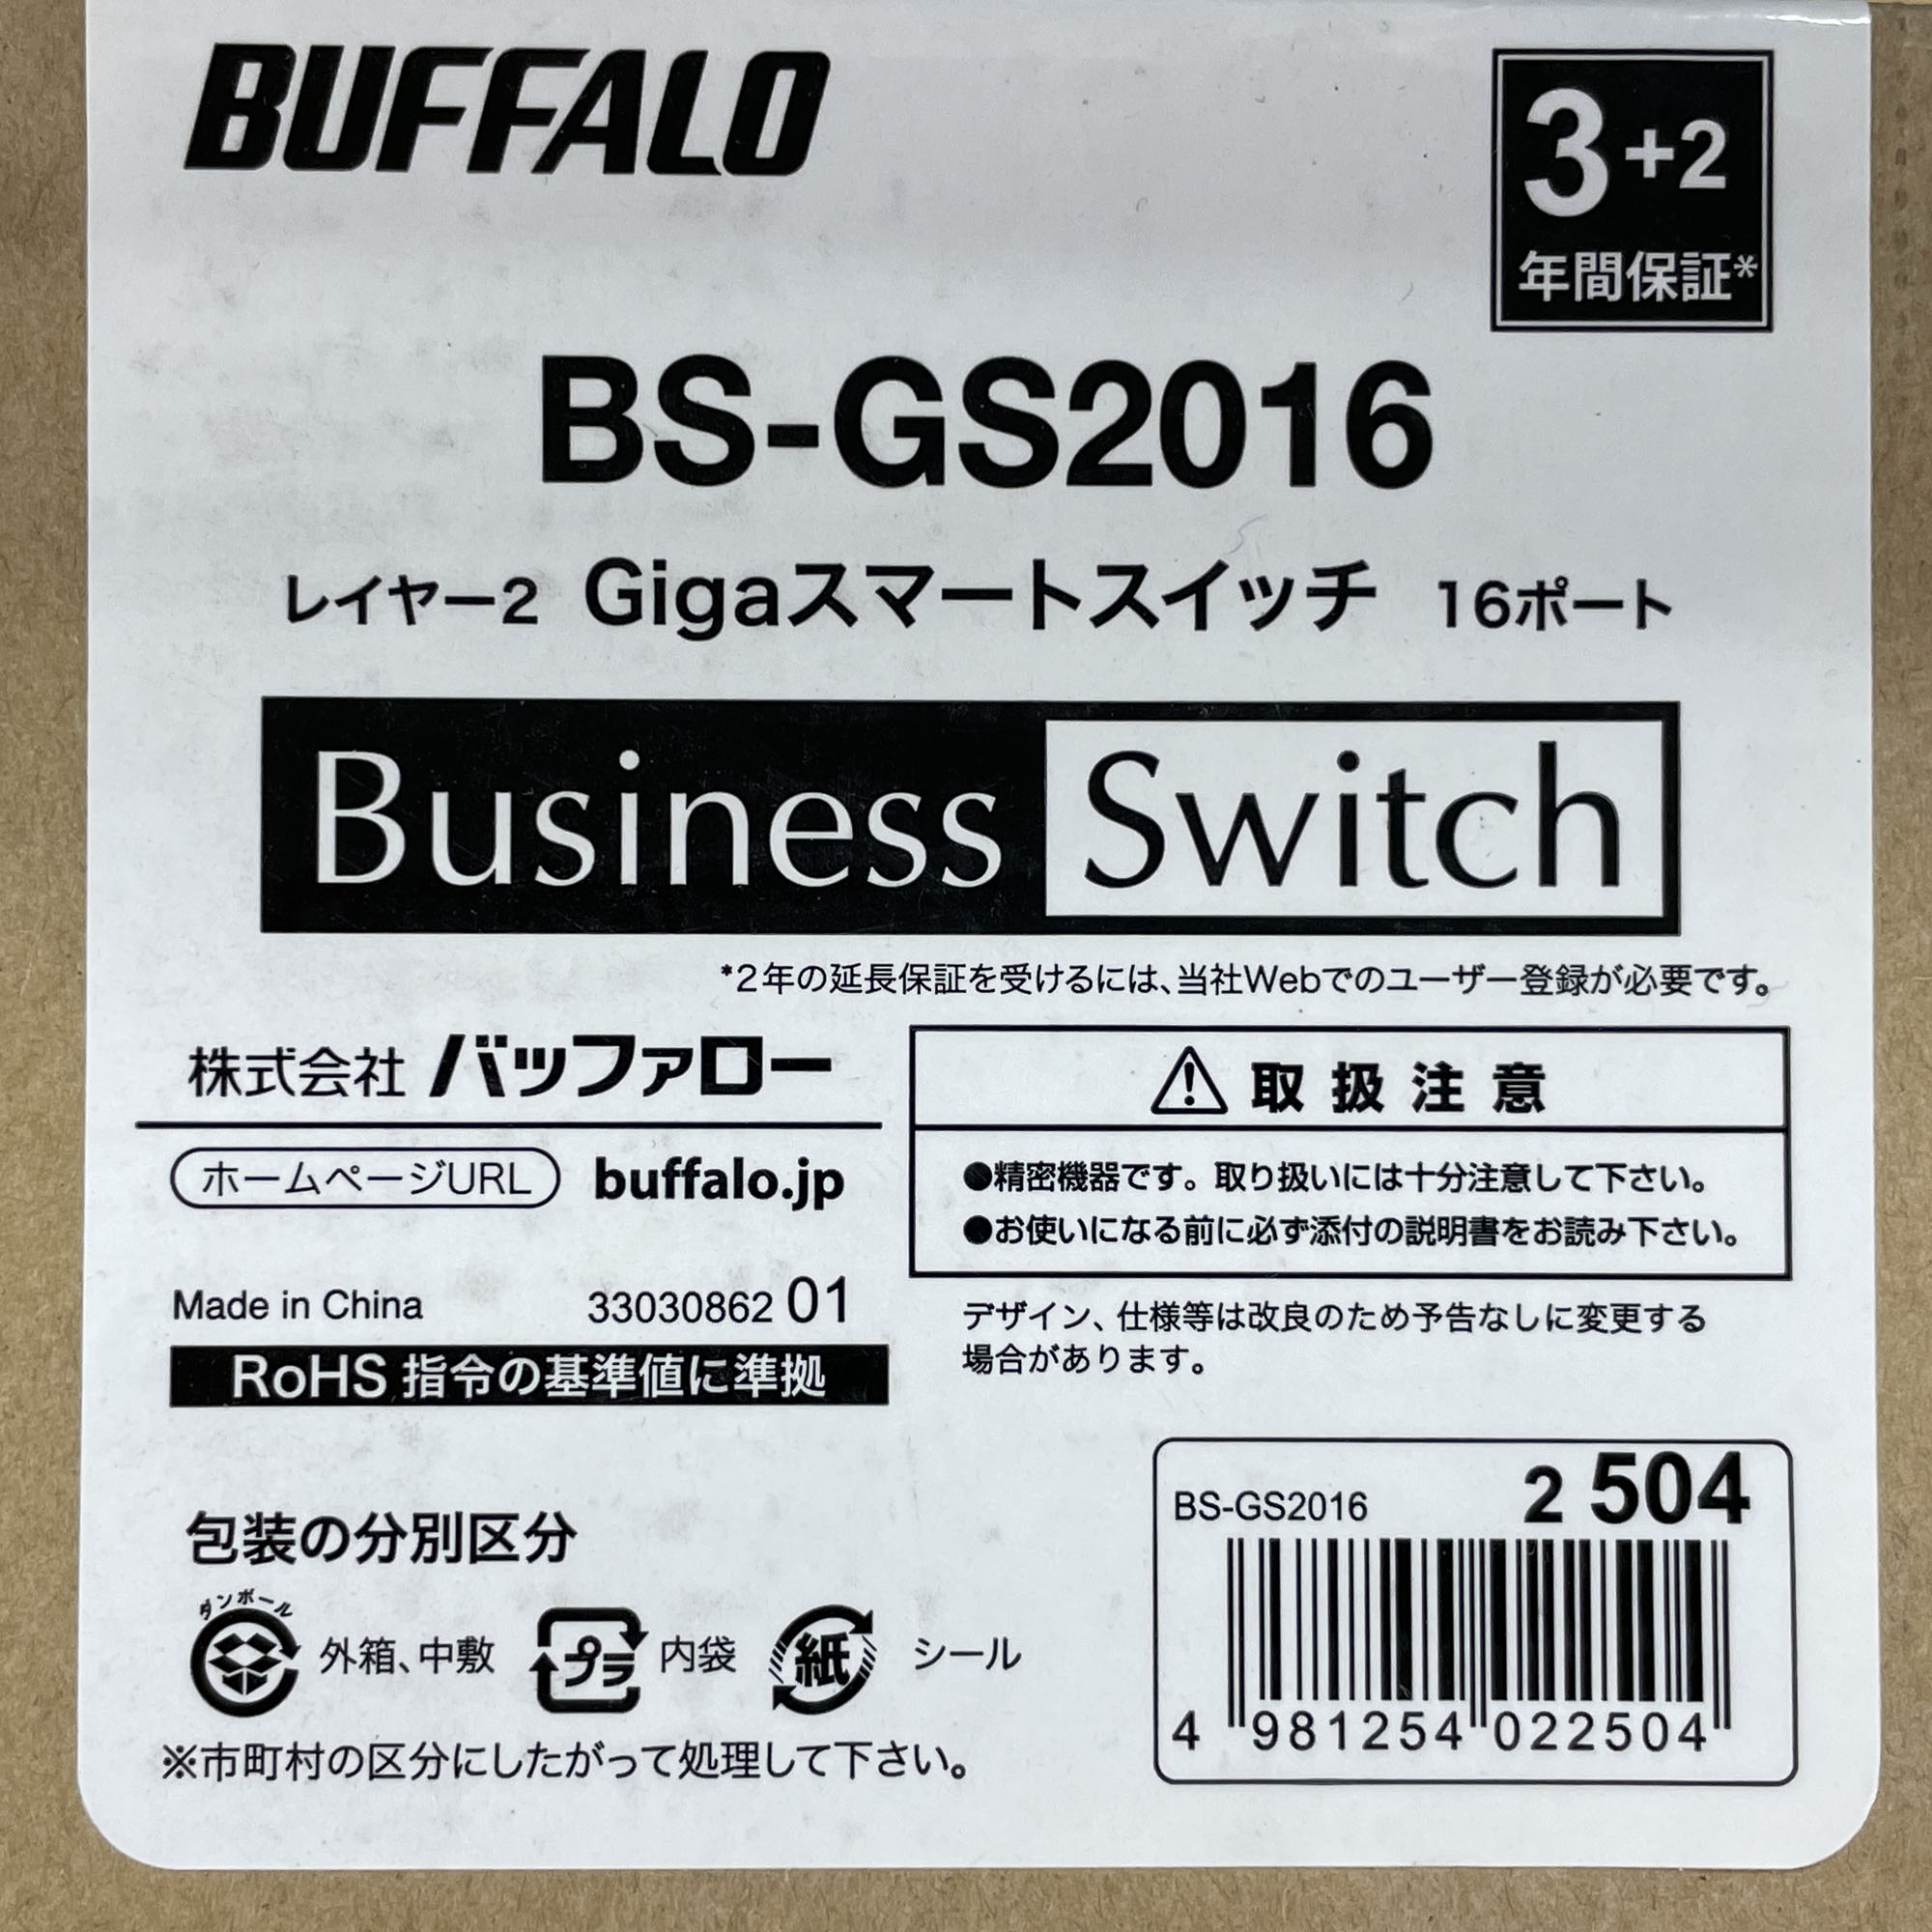 BUFFALO
3+2
年間保証*
BS-GS2016
レイヤー2 Gigaスマートスイッチ 16ポート
Business Switch
*2年の延長保証を受けるには、当社Webでのユーザー登録が必要です。
株式会社 バッファロー
ホームページURL buffalo.jp
Made in China 33030862 01
RoHS 指令の基準値に準拠
⚠ 取扱注意
●精密機器です。取り扱いには十分注意して下さい。
●お使いになる前に必ず添付の説明書をお読み下さい。
デザイン、仕様等は改良のため予告なしに変更する
場合があります。
包装の分別区分
ダンボール
外箱、中敷 プラ 内袋 紙 シール
※市町村の区分にしたがって処理して下さい。
BS-GS2016 2 504
4 981254 022504